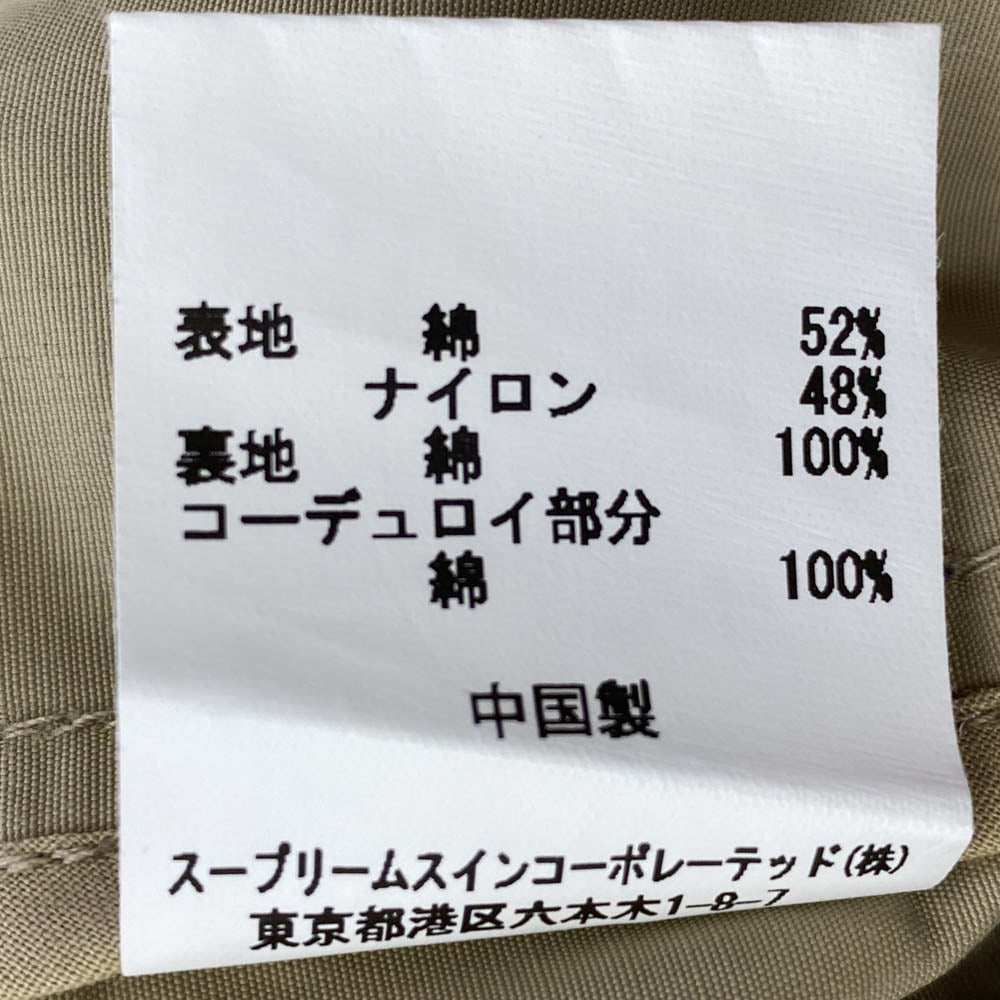 表地 綿 52%
ナイロン 48%
裏地 綿 100%
コーデュロイ部分
綿 100%
中国製
スープリームスインコーポレーテッド(株)
東京都港区六本木1-8-7